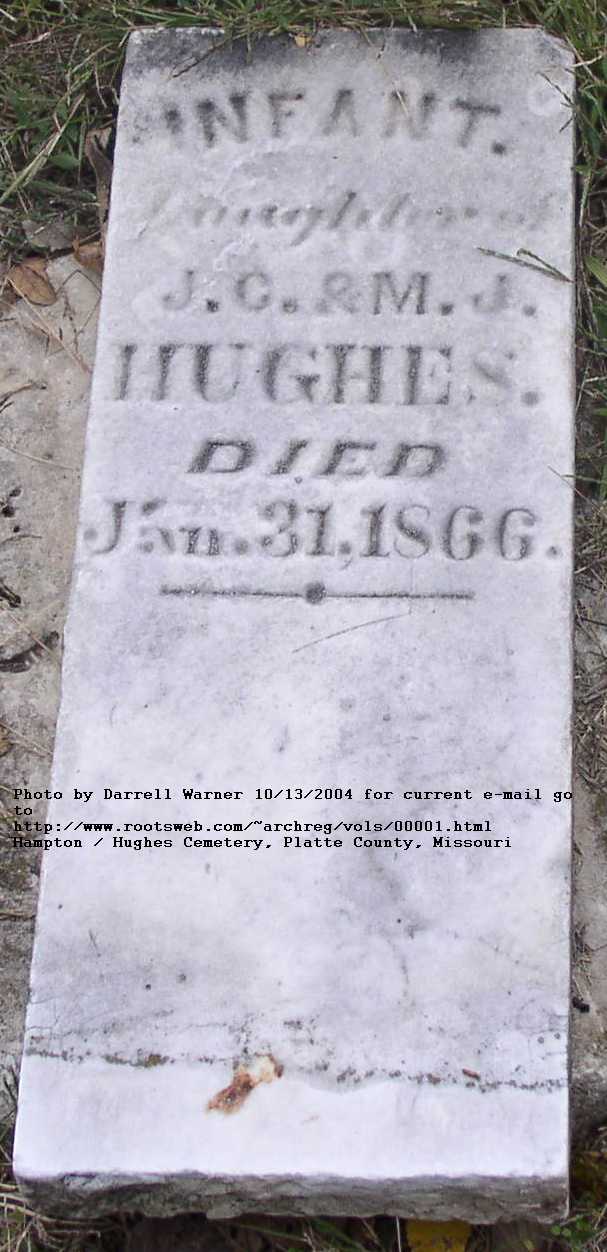 INFANT.
Daughter of
J. C. & M. J.
HUGHES.
DIED
Jan. 31, 1866.
Photo by Darrell Warner 10/13/2004 for current e-mail go
to
http://www.rootsweb.com/~archreg/vols/00001.html
Hampton / Hughes Cemetery, Platte County, Missouri